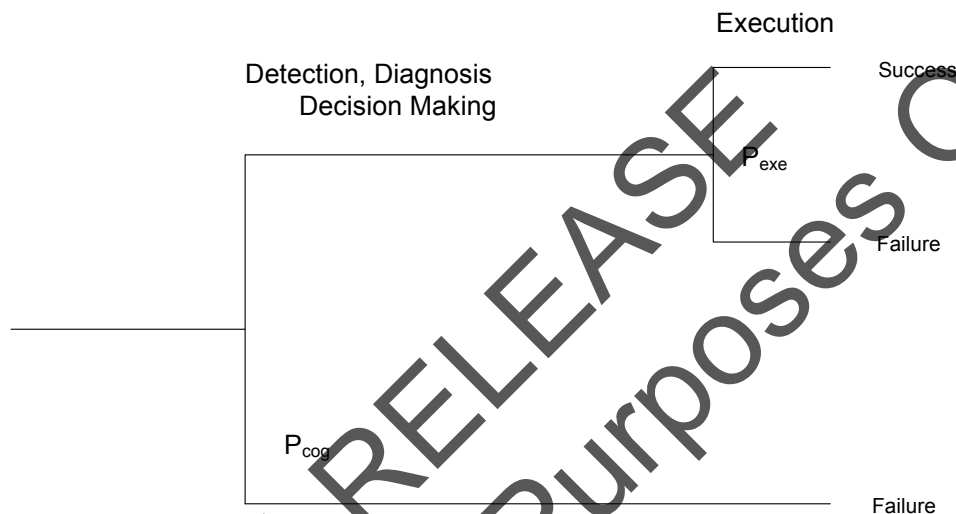 Execution
Detection, Diagnosis
Decision Making
Success
Pexe
Failure
Pcog
Failure
RELEASE
Purposes